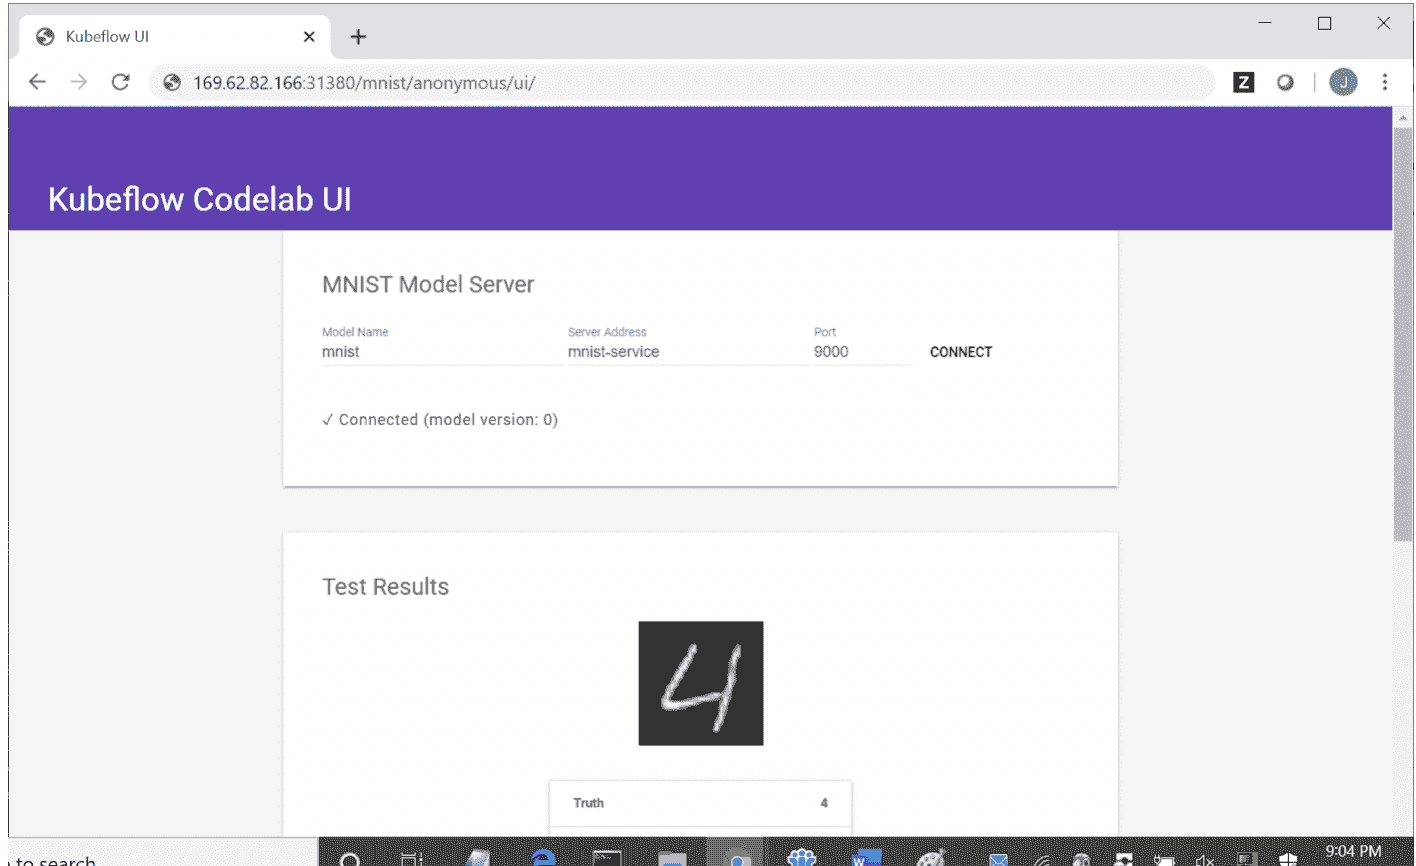 Kubeflow UI
169.62.82.166:31380/mnist/anonymous/ui/
Z
J
Kubeflow Codelab UI
MNIST Model Server
Model Name Server Address Port
mnist mnist-service 9000 CONNECT
✓ Connected (model version: 0)
Test Results
4
Truth 4
to search
9:04 PM